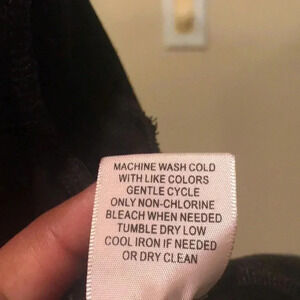 MACHINE WASH COLD
WITH LIKE COLORS
GENTLE CYCLE
ONLY NON-CHLORINE
BLEACH WHEN NEEDED
TUMBLE DRY LOW
COOL IRON IF NEEDED
OR DRY CLEAN